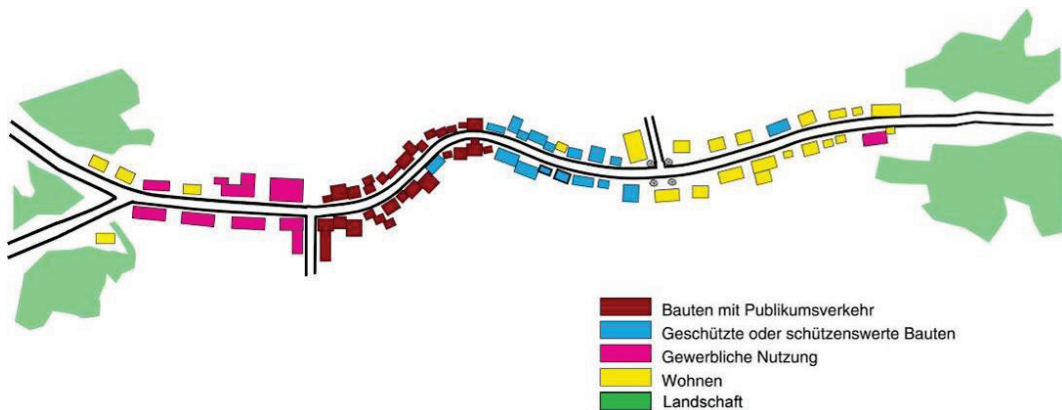 Bauten mit Publikumsverkehr
Geschützte oder schützenswerte Bauten
Gewerbliche Nutzung
Wohnen
Landschaft